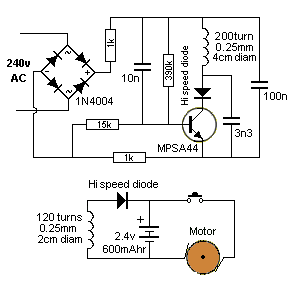 240v
AC
1N4004
1k
10n
390k
Hi speed diode
200turn
0.25mm
4cm diam
100n
15k
3n3
MPSA44
1k
Hi speed diode
120 turns
0.25mm
2cm diam
+
2.4v
600mAhr
Motor